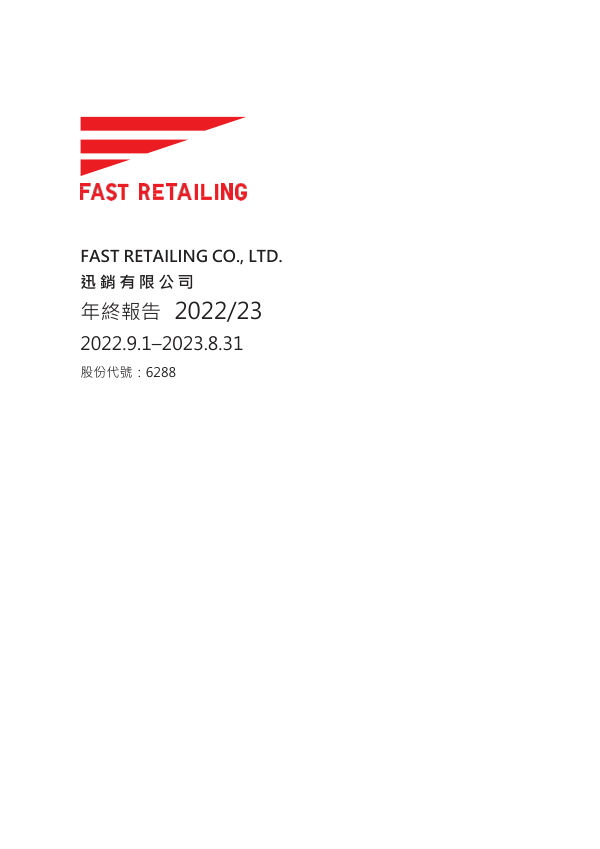 FAST RETAILING
FAST RETAILING CO., LTD.
迅銷有限公司
年終報告 2022/23
2022.9.1–2023.8.31
股份代號：6288